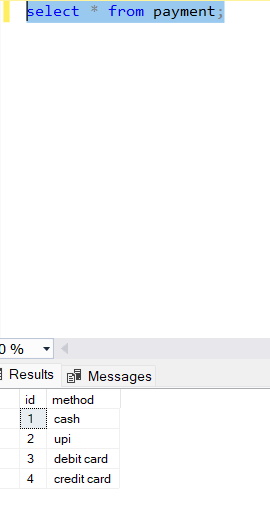 select * from payment;
0 %
Results Messages
id method
1 cash
2 upi
3 debit card
4 credit card